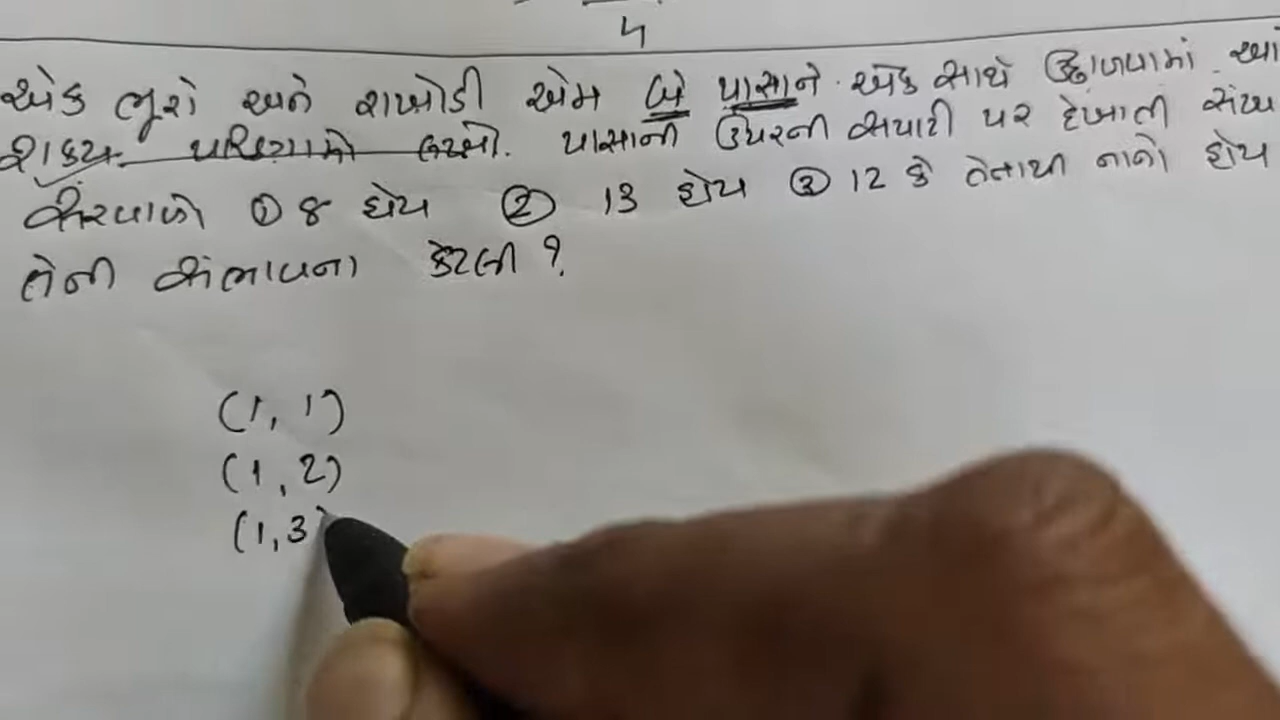 4
એક ભૂરો અને રાખોડી એમ બે પાસાને એક સાથે ઉછાળવામાં આ
શક્ય પરિણામો લખો. પાસાની ઉપરની સપાટી પર દેખાતી સંખ્યા
સરવાળો ① 8 હોય ② 13 હોય ③ 12 કે તેનાથી નાનો હોય
તેની સંભાવના કેટલી ?
(1, 1)
(1, 2)
(1, 3)